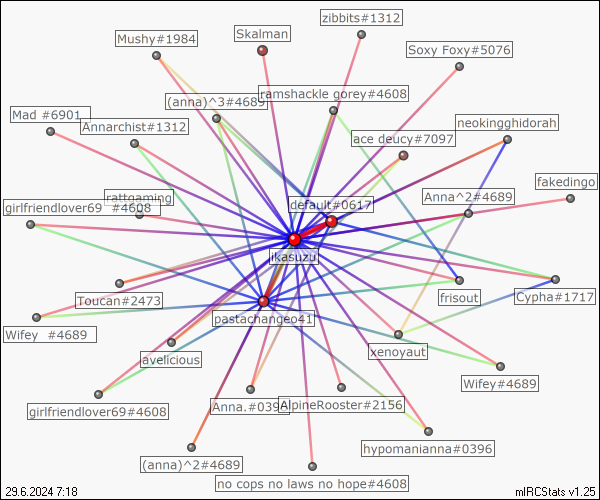 zibbits#1312
Skalman
Mushy#1984
Soxy Foxy#5076
ramshackle gorey#4608
(anna)^3#4689
Mad #6901
Annarchist#1312
neokingghidorah
ace deucy#7097
fakedingo
Anna^2#4689
rattgaming
default#0617
girlfriendlover69 #4608
ikasuzu
Toucan#2473
frisout
Cypha#1717
pastachangeo41
Wifey #4689
xenoyaut
avelicious
Wifey#4689
girlfriendlover69#4608
Anna.#0396
AlpineRooster#2156
hypomanianna#0396
(anna)^2#4689
no cops no laws no hope#4608
29.6.2024 7:18
mIRCStats v1.25